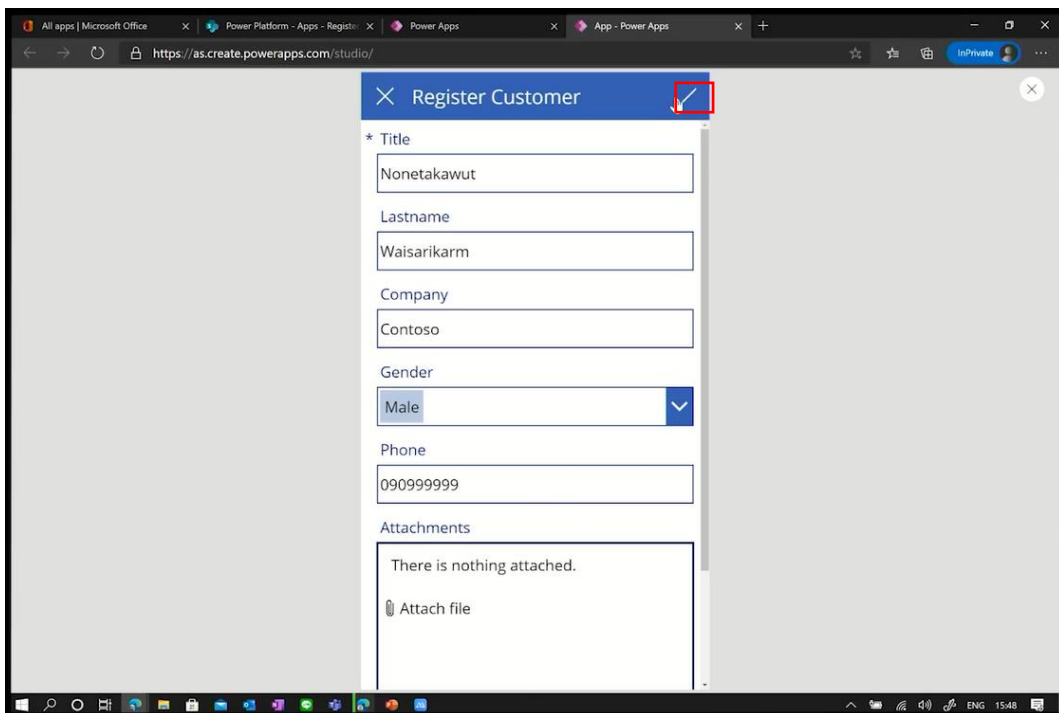 All apps | Microsoft Office
Power Platform - Apps - Register
Power Apps
App - Power Apps
https://as.create.powerapps.com/studio/
InPrivate
Register Customer
* Title
Nonetakawut
Lastname
Waisarikarm
Company
Contoso
Gender
Male
Phone
090999999
Attachments
There is nothing attached.
Attach file
ENG 15:48